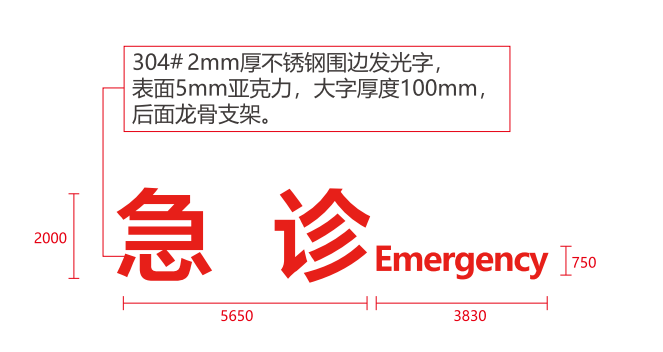 304# 2mm厚不锈钢围边发光字，
表面5mm亚克力，大字厚度100mm，
后面龙骨支架。
2000
急 诊
Emergency
750
5650
3830